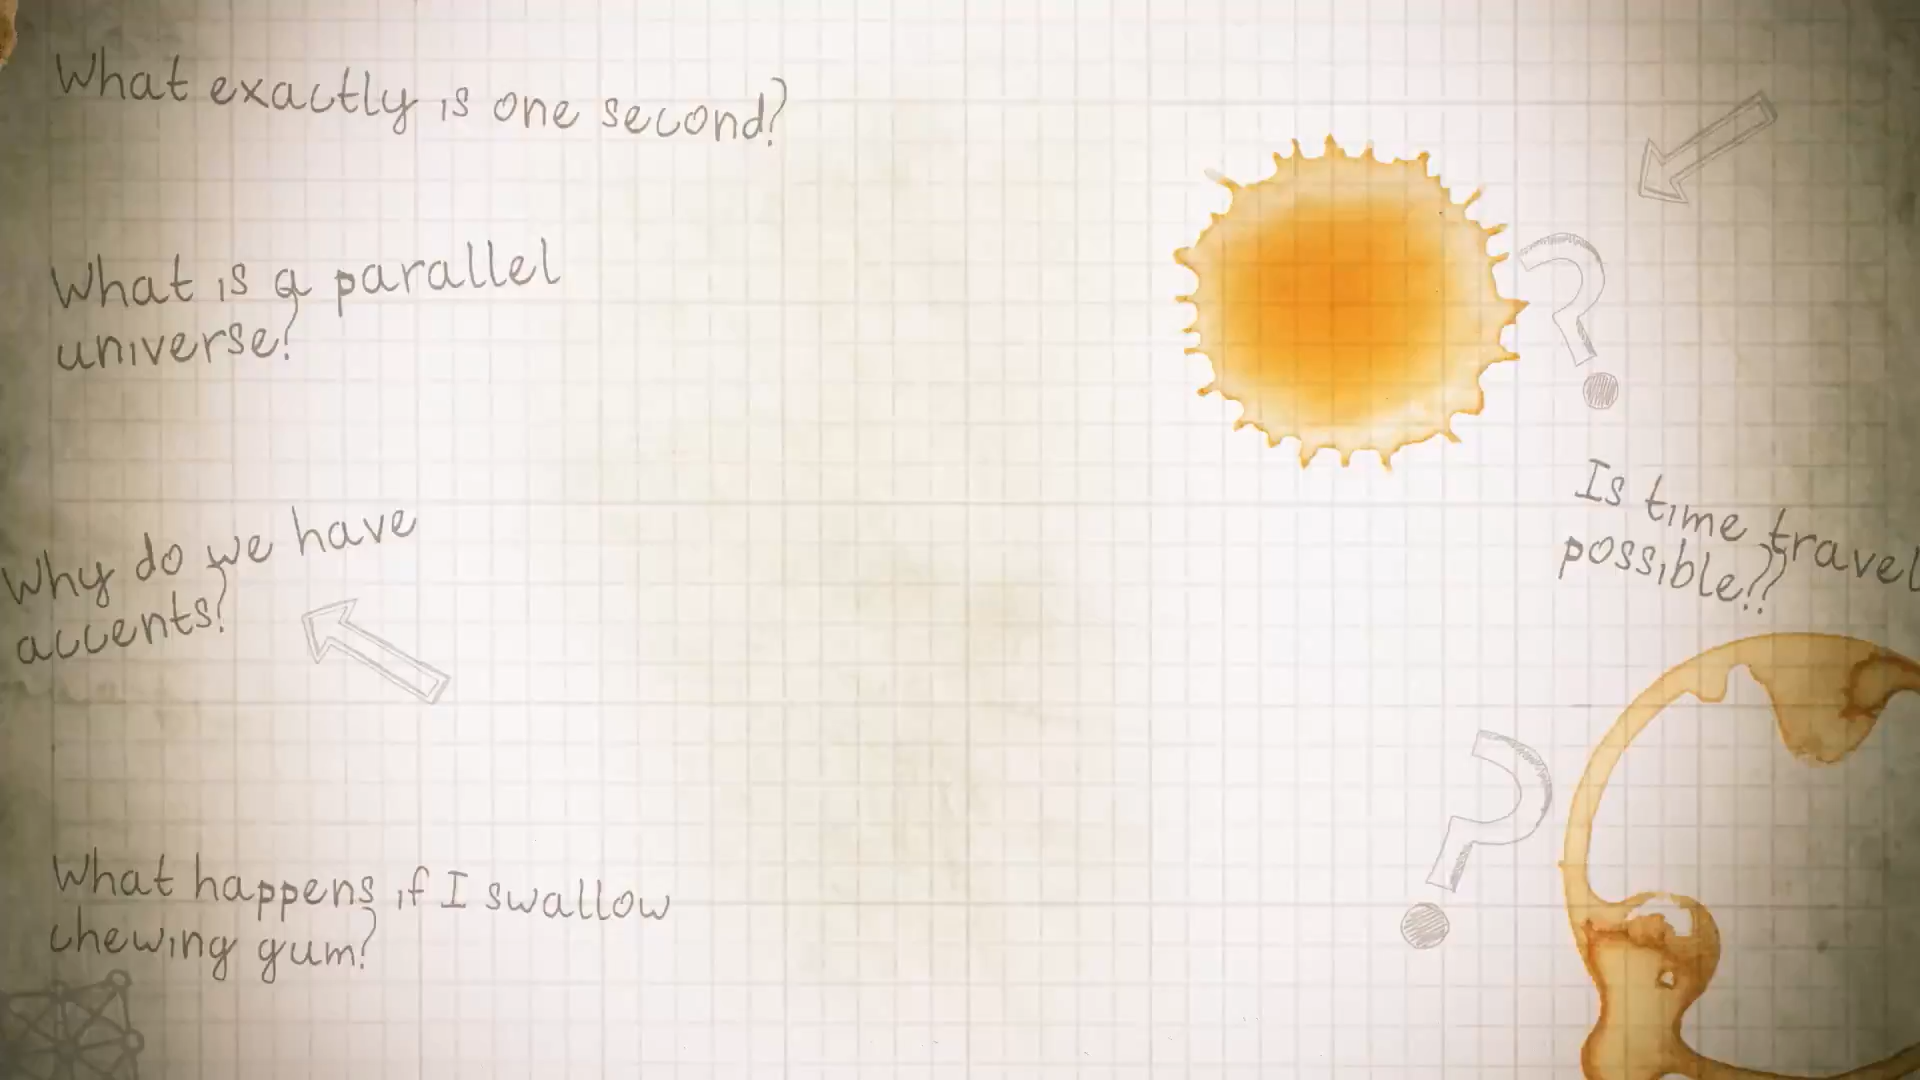 What exactly is one second?
What is a parallel
universe?
Why do we have
accents?
Is time travel
possible??
What happens if I swallow
chewing gum?